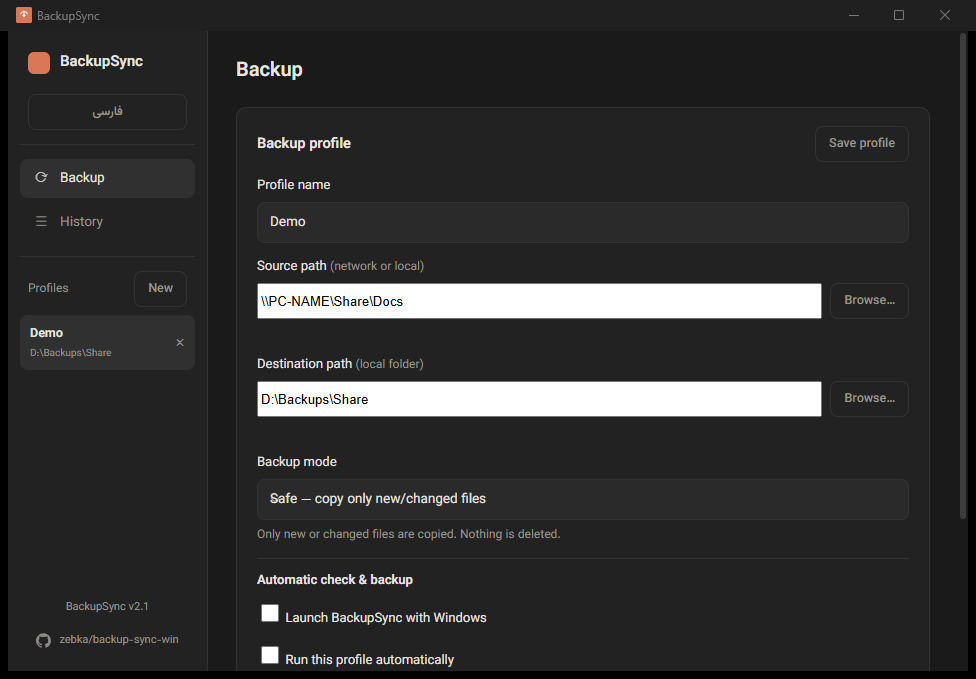 BackupSync
BackupSync
فارسی
Backup
History
Profiles
New
Demo
D:\Backups\Share
BackupSync v2.1
zebka/backup-sync-win
Backup
Backup profile
Save profile
Profile name
Demo
Source path (network or local)
\\PC-NAME\Share\Docs
Browse...
Destination path (local folder)
D:\Backups\Share
Browse...
Backup mode
Safe — copy only new/changed files
Only new or changed files are copied. Nothing is deleted.
Automatic check & backup
Launch BackupSync with Windows
Run this profile automatically